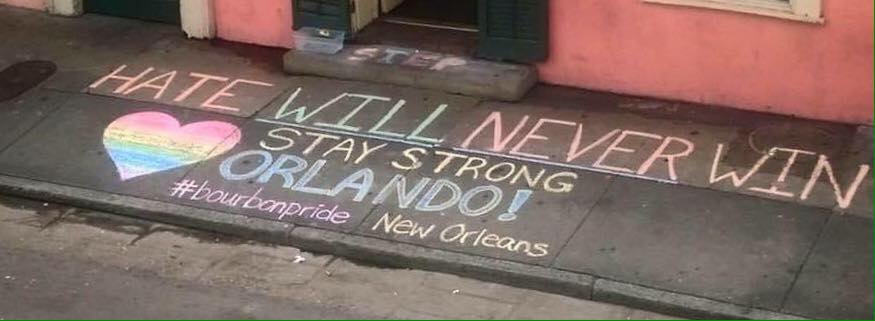 STEP
HATE WILL NEVER WIN
STAY STRONG
ORLANDO!
#bourbonpride
New Orleans